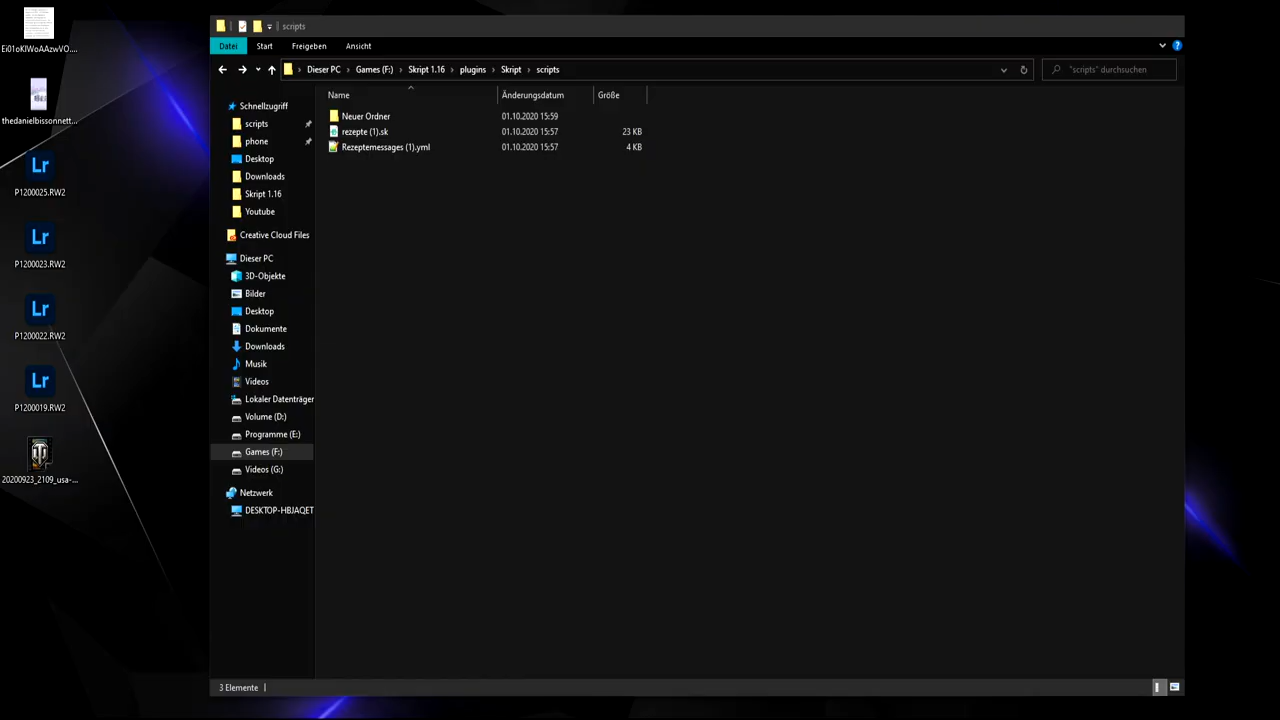 Ei01oKIWoAAzwVO....
thedanielbissonnett...
Lr
P1200025.RW2
Lr
P1200023.RW2
Lr
P1200022.RW2
Lr
P1200019.RW2
20200923_2109_usa-...
scripts
Datei Start Freigeben Ansicht
Dieser PC Games (F:) Skript 1.16 plugins Skript scripts
"scripts" durchsuchen
Schnellzugriff
scripts
phone
Desktop
Downloads
Skript 1.16
Youtube
Creative Cloud Files
Dieser PC
3D-Objekte
Bilder
Desktop
Dokumente
Downloads
Musik
Videos
Lokaler Datenträger
Volume (D:)
Programme (E:)
Games (F:)
Videos (G:)
Netzwerk
DESKTOP-HBJAQET
Name Änderungsdatum Größe
Neuer Ordner 01.10.2020 15:59
rezepte (1).sk 01.10.2020 15:57 23 KB
Rezeptemessages (1).yml 01.10.2020 15:57 4 KB
3 Elemente